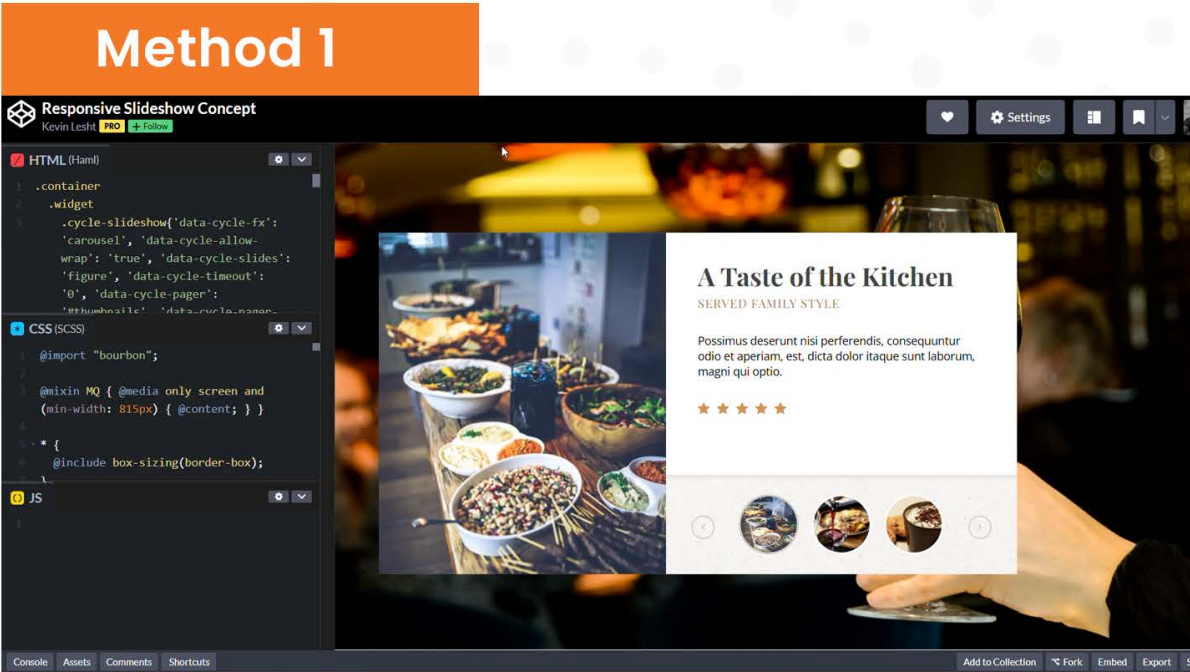 Method 1
Responsive Slideshow Concept
Kevin Lesht PRO + Follow
Settings
HTML (Haml)
1 .container
2 .widget
3 .cycle-slideshow{'data-cycle-fx':
'carousel', 'data-cycle-allow-
wrap': 'true', 'data-cycle-slides':
'figure', 'data-cycle-timeout':
'0', 'data-cycle-pager':
'#thumbnails', 'data-cycle-pager-
CSS (SCSS)
1 @import "bourbon";
2
3 @mixin MQ { @media only screen and
(min-width: 815px) { @content; } }
4
5 * {
6 @include box-sizing(border-box);
}
JS
1
A Taste of the Kitchen
SERVED FAMILY STYLE
Possimus deserunt nisi perferendis, consequuntur
odio et aperiam, est, dicta dolor itaque sunt laborum,
magni qui optio.
Console Assets Comments Shortcuts
Add to Collection Fork Embed Export